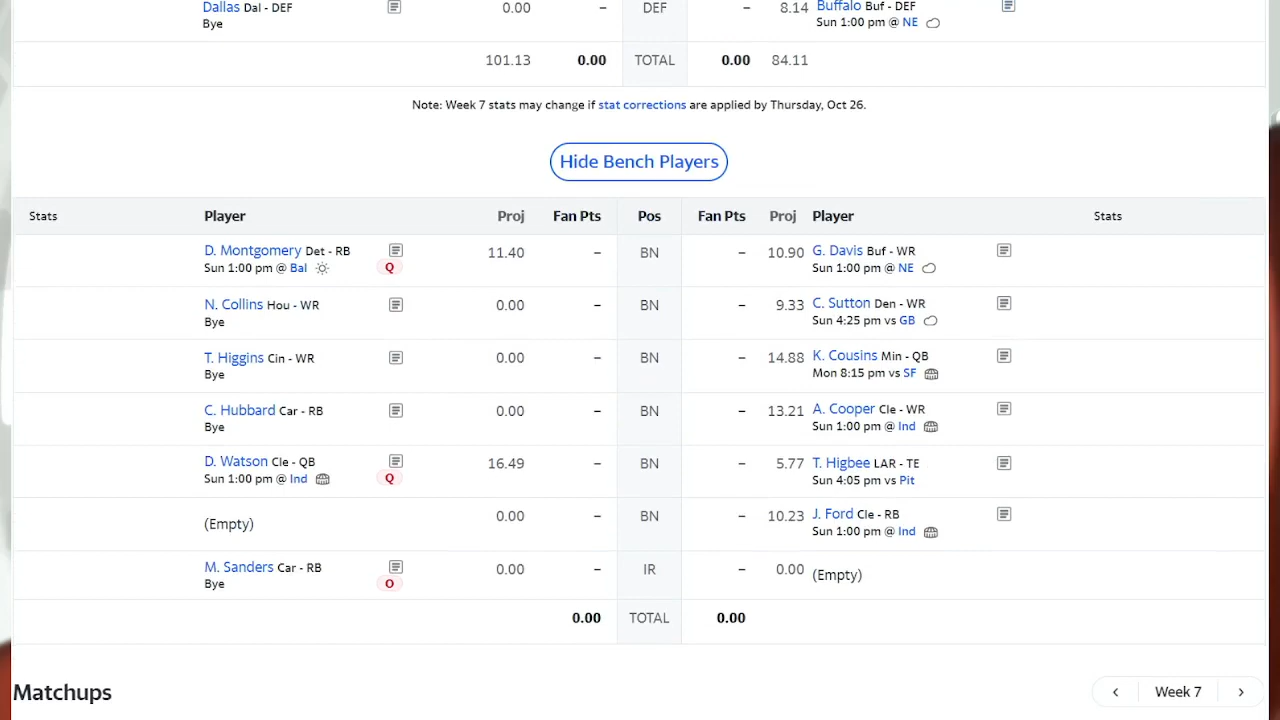 Dallas Dal - DEF 0.00 – DEF – 8.14 Buffalo Buf - DEF
Bye Sun 1:00 pm @ NE
101.13 0.00 TOTAL 0.00 84.11
Note: Week 7 stats may change if stat corrections are applied by Thursday, Oct 26.
Hide Bench Players
Stats Player Proj Fan Pts Pos Fan Pts Proj Player Stats
D. Montgomery Det - RB 11.40 – BN – 10.90 G. Davis Buf - WR
Sun 1:00 pm @ Bal Q Sun 1:00 pm @ NE
N. Collins Hou - WR 0.00 – BN – 9.33 C. Sutton Den - WR
Bye Sun 4:25 pm vs GB
T. Higgins Cin - WR 0.00 – BN – 14.88 K. Cousins Min - QB
Bye Mon 8:15 pm vs SF
C. Hubbard Car - RB 0.00 – BN – 13.21 A. Cooper Cle - WR
Bye Sun 1:00 pm @ Ind
D. Watson Cle - QB 16.49 – BN – 5.77 T. Higbee LAR - TE
Sun 1:00 pm @ Ind Q Sun 4:05 pm vs Pit
(Empty) 0.00 – BN – 10.23 J. Ford Cle - RB
Sun 1:00 pm @ Ind
M. Sanders Car - RB 0.00 – IR – 0.00 (Empty)
Bye O
0.00 TOTAL 0.00
Matchups ‹ Week 7 ›